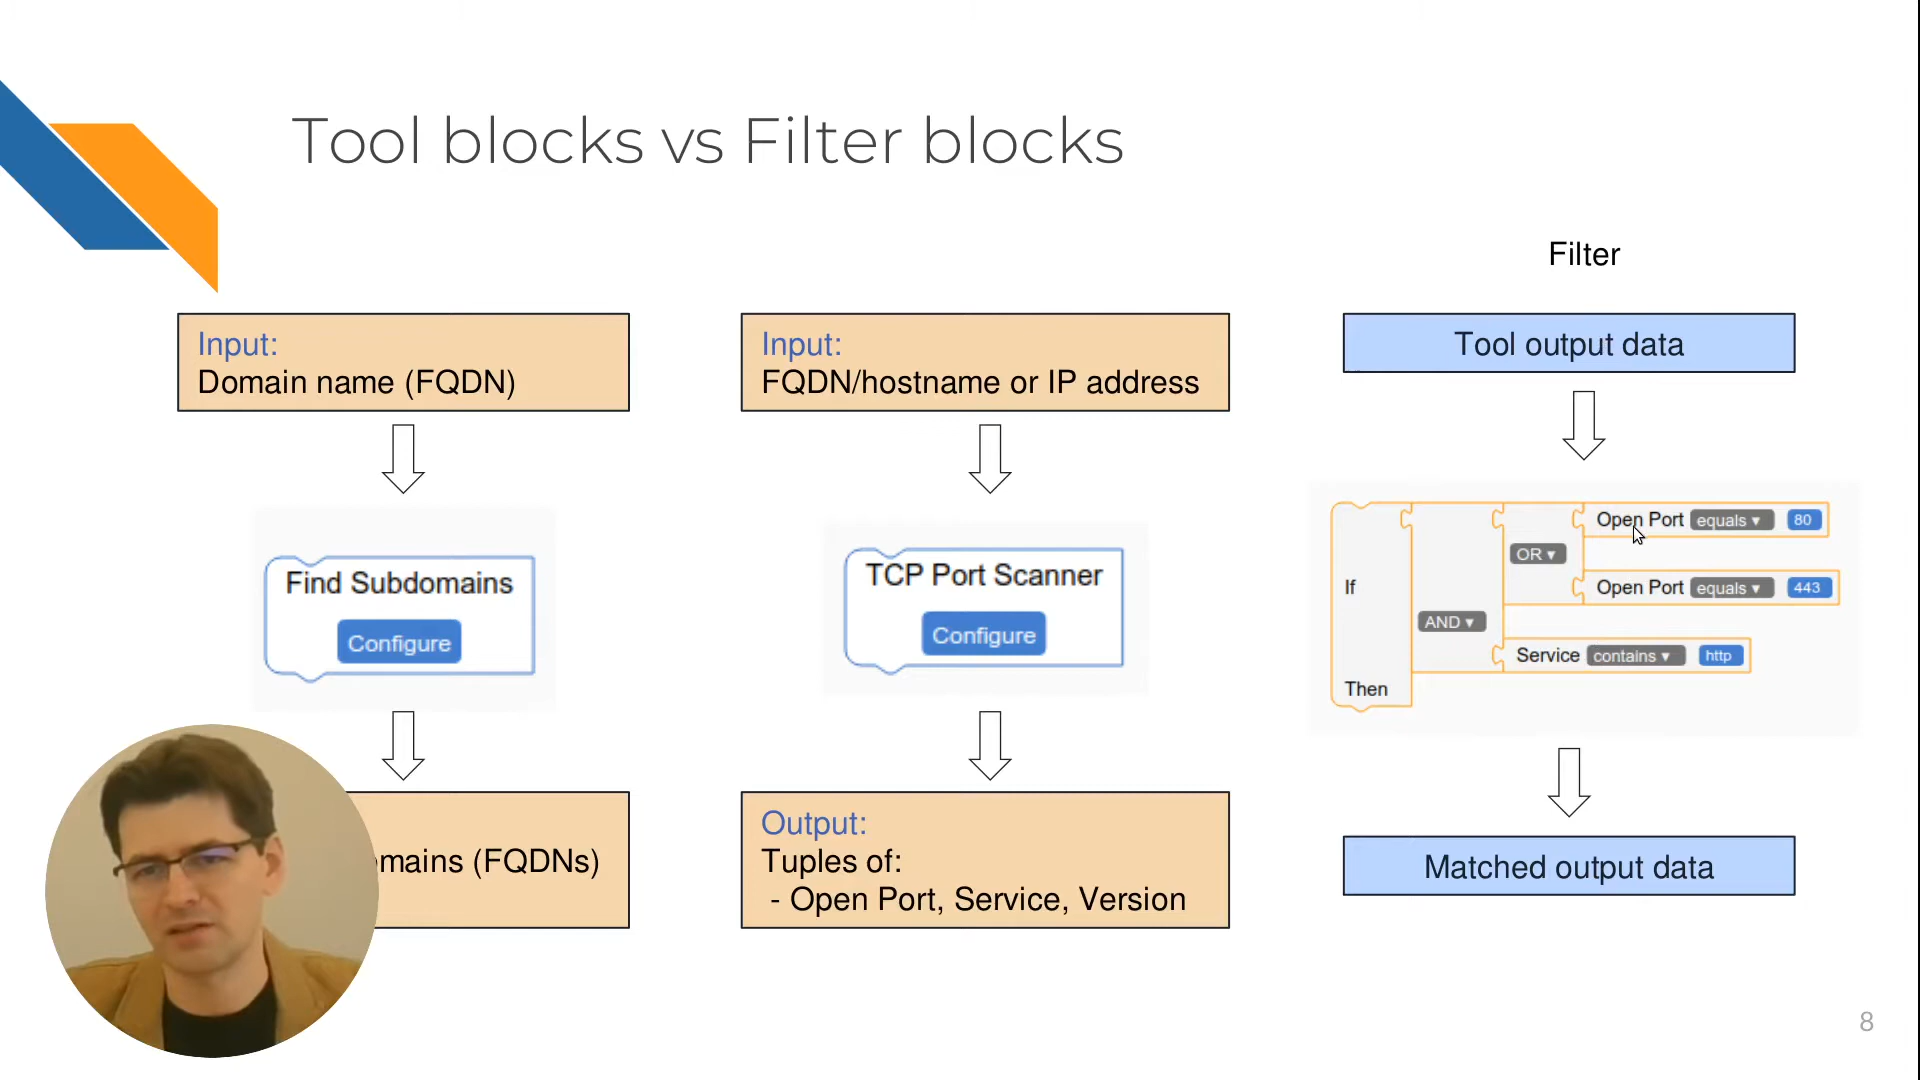 Tool blocks vs Filter blocks
Input:
Domain name (FQDN)
Find Subdomains
Configure
mains (FQDNs)
Input:
FQDN/hostname or IP address
TCP Port Scanner
Configure
Output:
Tuples of:
- Open Port, Service, Version
Filter
Tool output data
Open Port equals ▾ 80
OR ▾
If
Open Port equals ▾ 443
AND ▾
Service contains ▾ http
Then
Matched output data
8